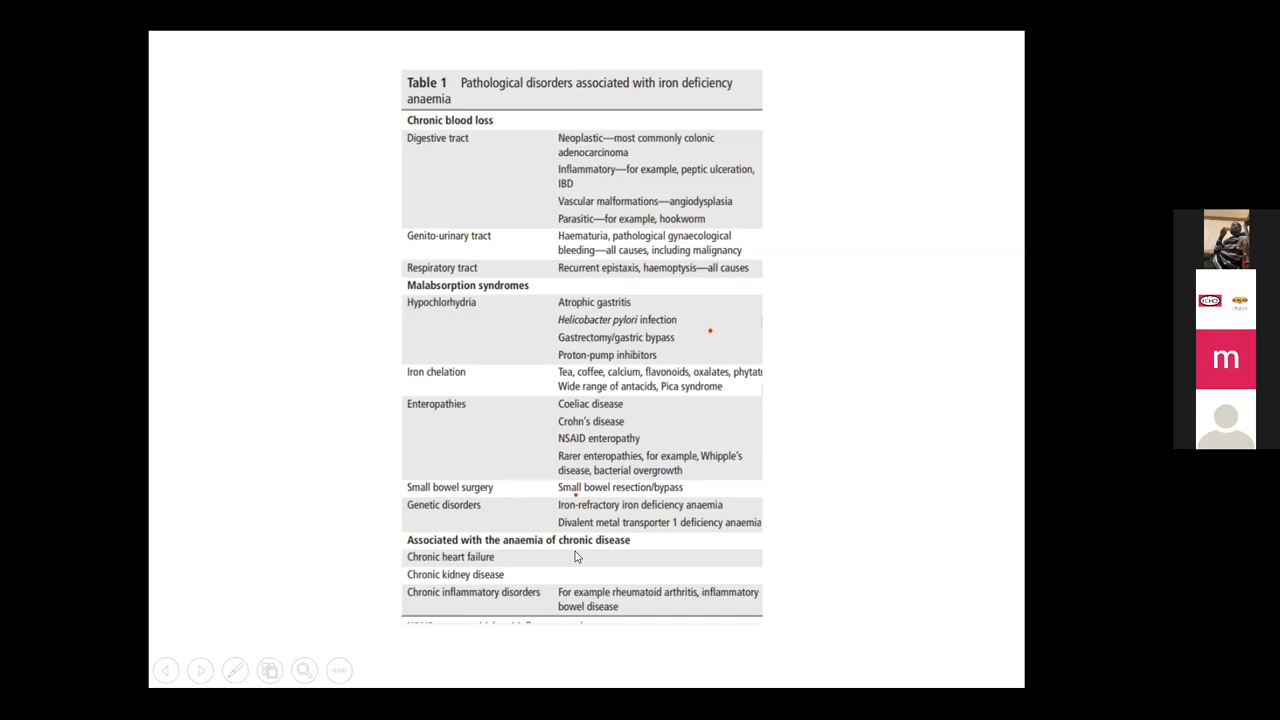 Table 1 Pathological disorders associated with iron deficiency
anaemia
Chronic blood loss
Digestive tract Neoplastic—most commonly colonic
adenocarcinoma
Inflammatory—for example, peptic ulceration,
IBD
Vascular malformations—angiodysplasia
Parasitic—for example, hookworm
Genito-urinary tract Haematuria, pathological gynaecological
bleeding—all causes, including malignancy
Respiratory tract Recurrent epistaxis, haemoptysis—all causes
Malabsorption syndromes
Hypochlorhydria Atrophic gastritis
Helicobacter pylori infection
Gastrectomy/gastric bypass
Proton-pump inhibitors
Iron chelation Tea, coffee, calcium, flavonoids, oxalates, phytate
Wide range of antacids, Pica syndrome
Enteropathies Coeliac disease
Crohn's disease
NSAID enteropathy
Rarer enteropathies, for example, Whipple's
disease, bacterial overgrowth
Small bowel surgery Small bowel resection/bypass
Genetic disorders Iron-refractory iron deficiency anaemia
Divalent metal transporter 1 deficiency anaemia
Associated with the anaemia of chronic disease
Chronic heart failure
Chronic kidney disease
Chronic inflammatory disorders For example rheumatoid arthritis, inflammatory
bowel disease
ECHO
m